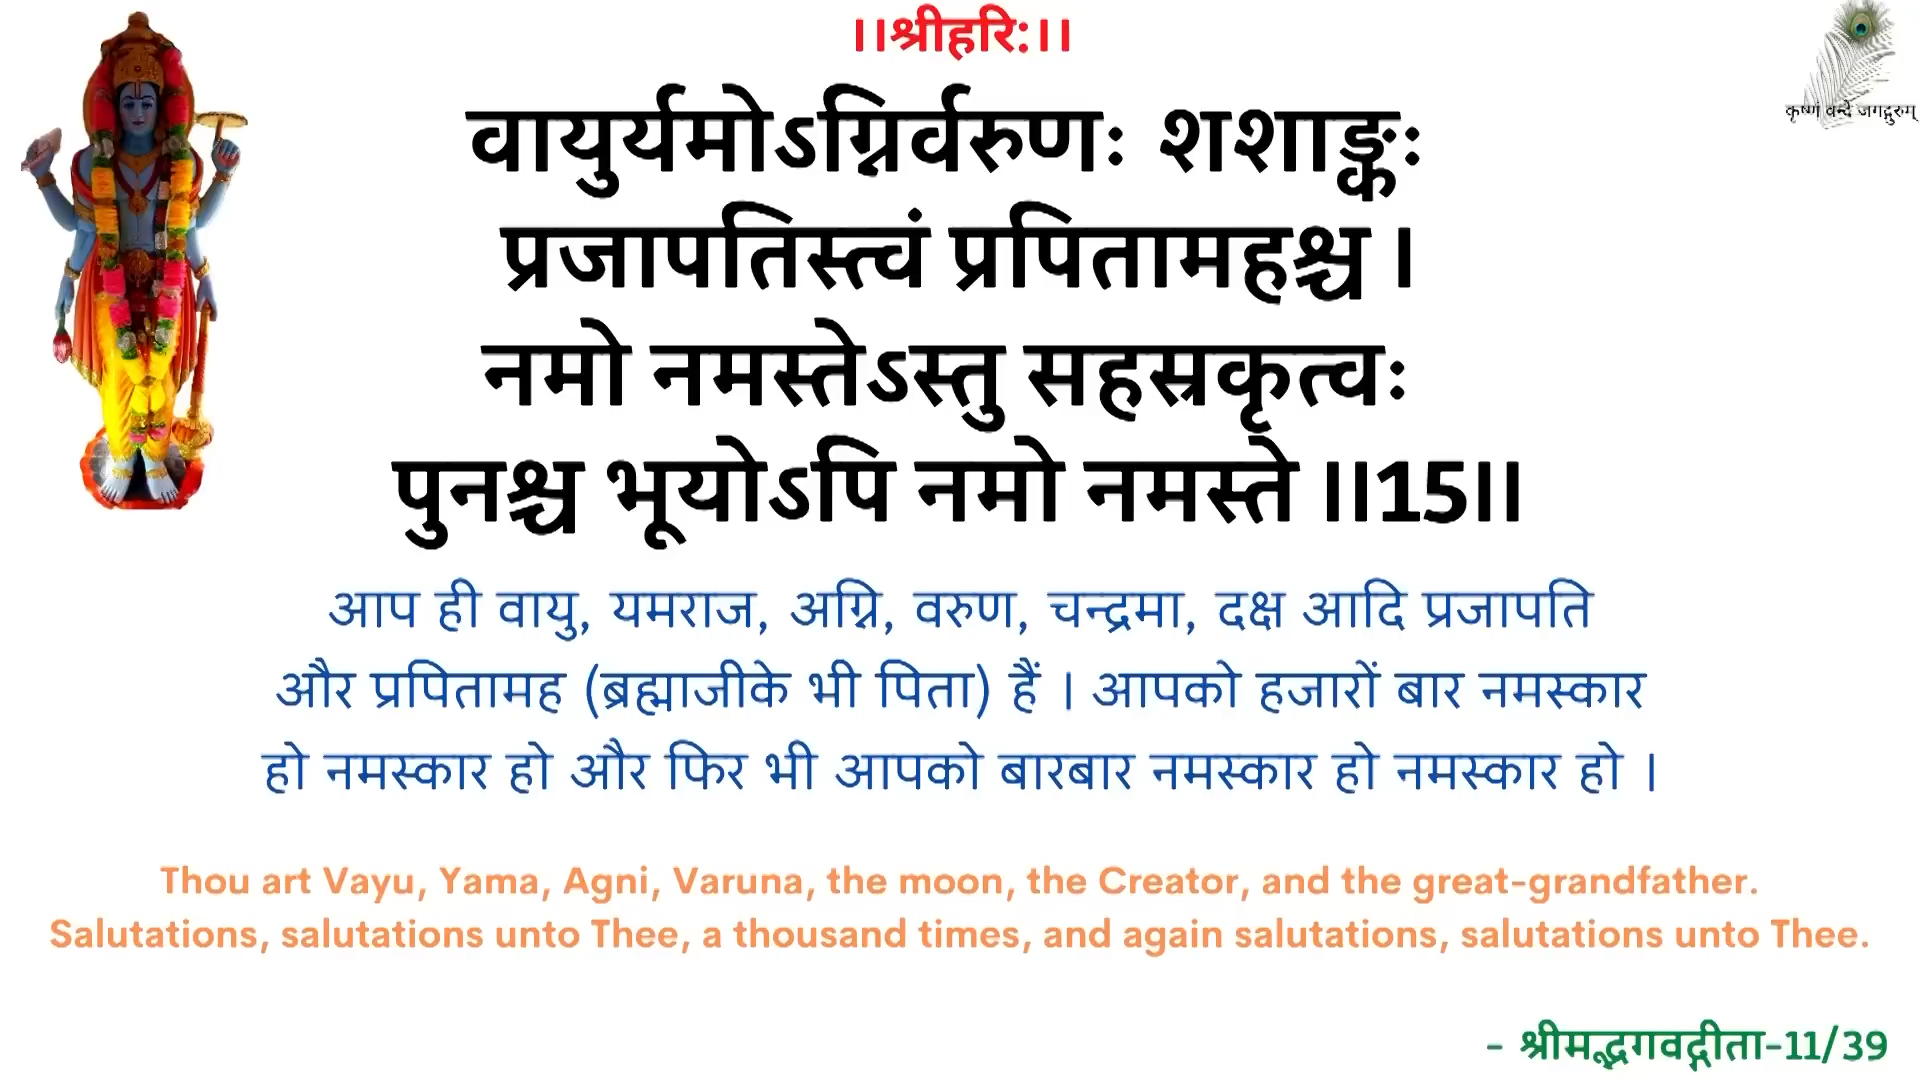 ।।श्रीहरि:।।
कृष्णं वन्दे जगद्गुरुम्
वायुर्यमोऽग्निर्वरुणः शशाङ्कः
प्रजापतिस्त्वं प्रपितामहश्च ।
नमो नमस्तेऽस्तु सहस्रकृत्वः
पुनश्च भूयोऽपि नमो नमस्ते ।।15।।
आप ही वायु, यमराज, अग्नि, वरुण, चन्द्रमा, दक्ष आदि प्रजापति
और प्रपितामह (ब्रह्माजीके भी पिता) हैं । आपको हजारों बार नमस्कार
हो नमस्कार हो और फिर भी आपको बारबार नमस्कार हो नमस्कार हो ।
Thou art Vayu, Yama, Agni, Varuna, the moon, the Creator, and the great-grandfather.
Salutations, salutations unto Thee, a thousand times, and again salutations, salutations unto Thee.
- श्रीमद्भगवद्गीता-11/39